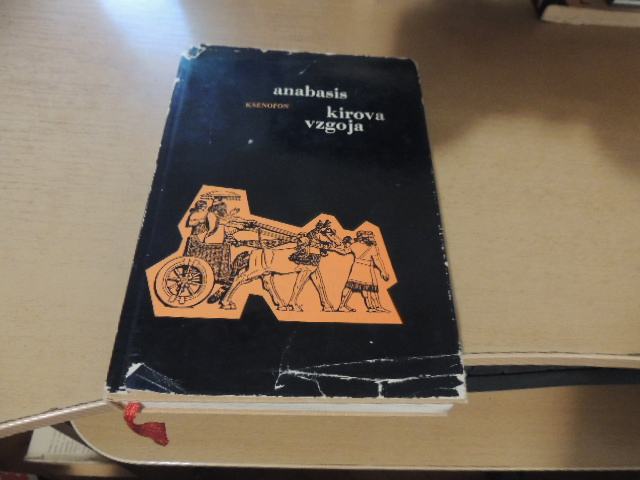 anabasis
KSENOFON
kirova
vzgoja